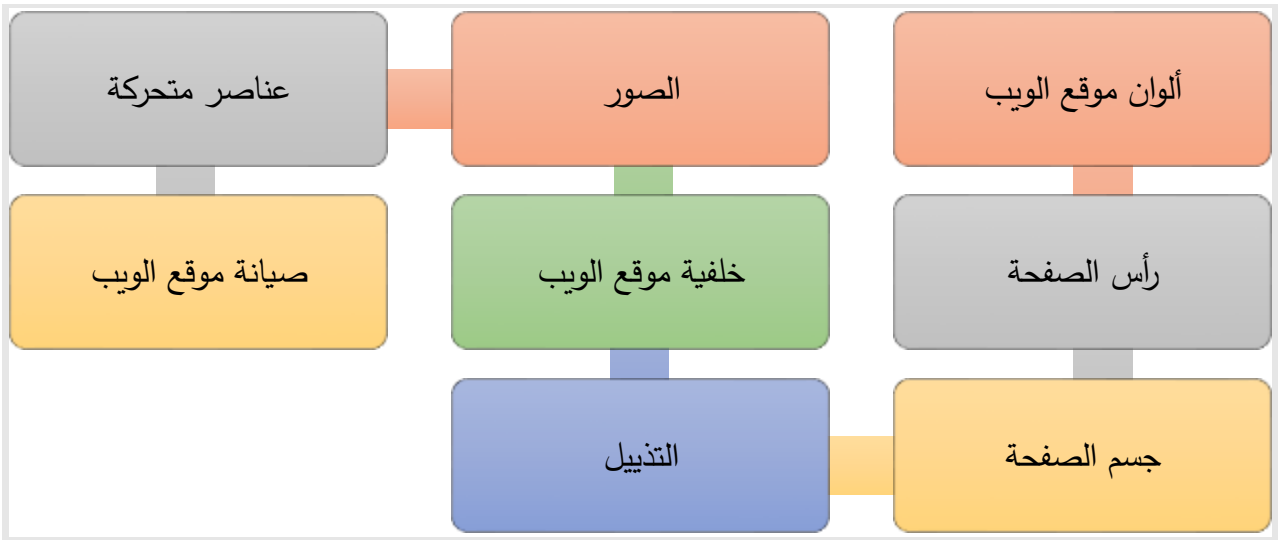 ألوان موقع الويب
رأس الصفحة
جسم الصفحة
التذييل
خلفية موقع الويب
الصور
عناصر متحركة
صيانة موقع الويب